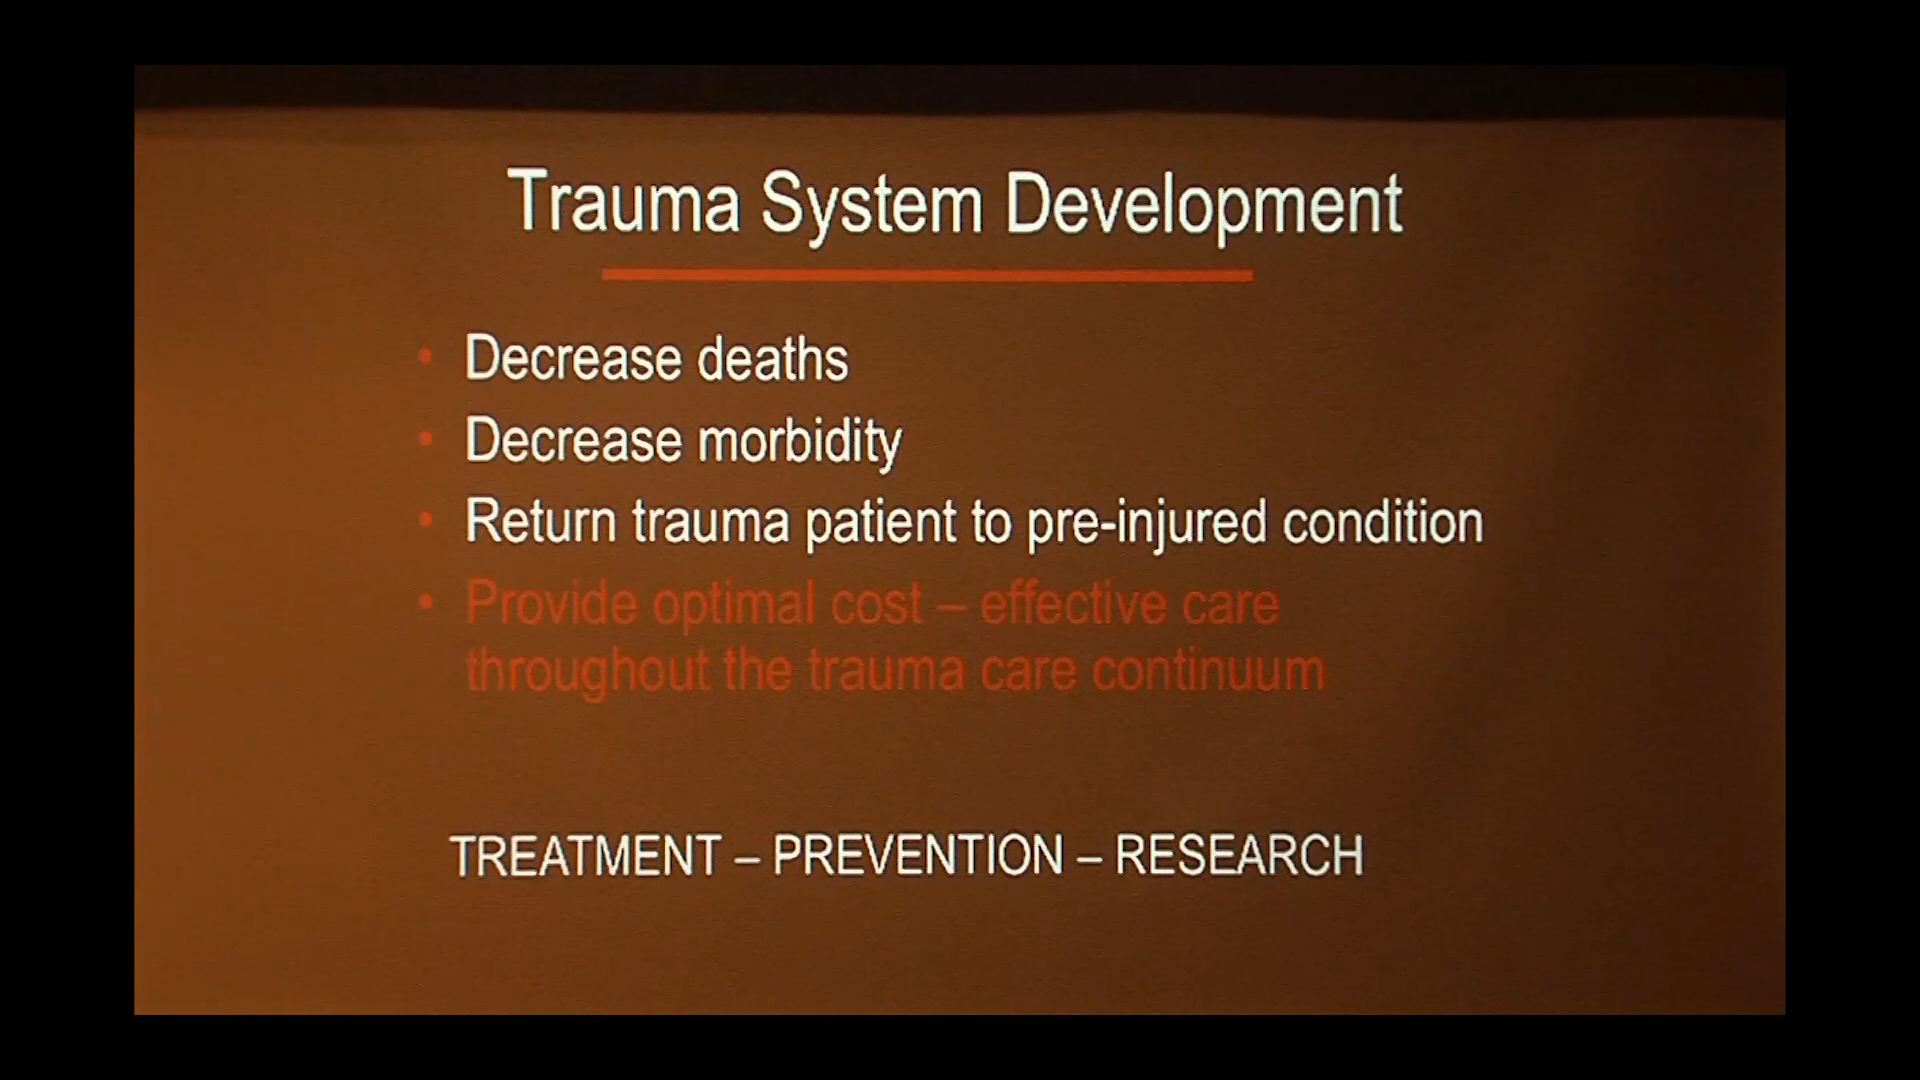 Trauma System Development
• Decrease deaths
• Decrease morbidity
• Return trauma patient to pre-injured condition
• Provide optimal cost – effective care
throughout the trauma care continuum
TREATMENT – PREVENTION – RESEARCH